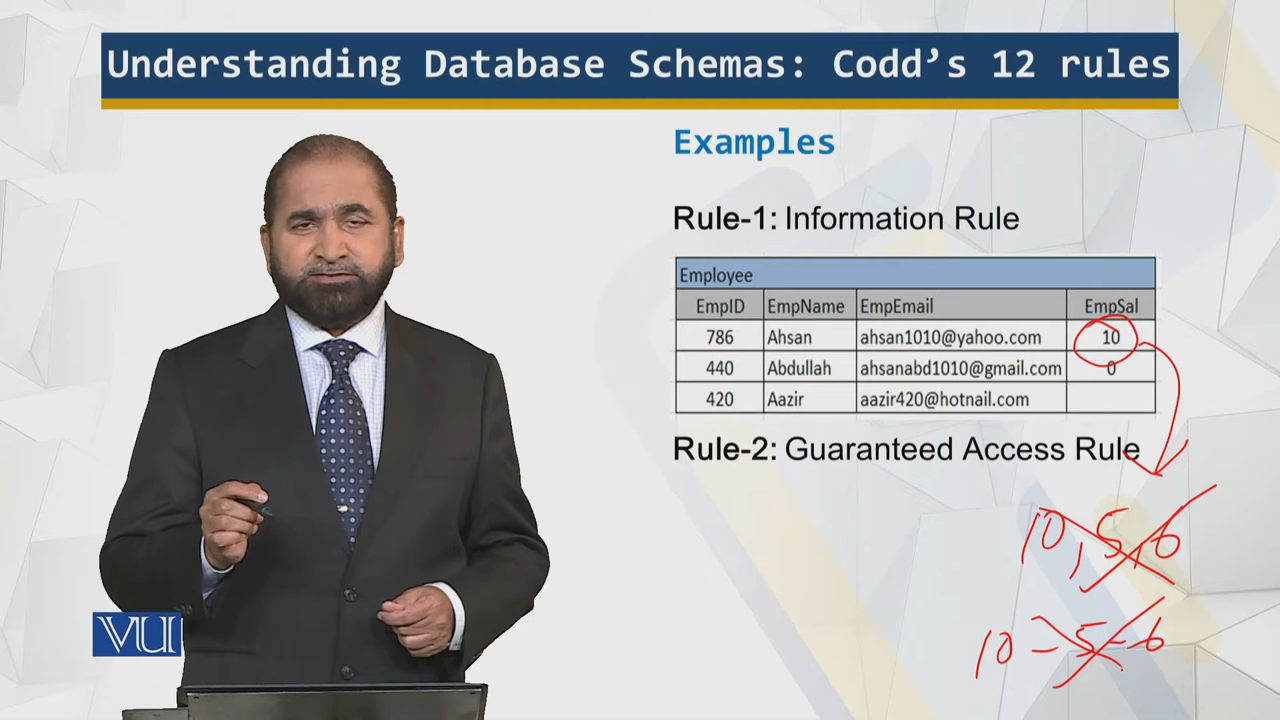 Understanding Database Schemas: Codd’s 12 rules
Examples
Rule-1: Information Rule
Employee
EmpID EmpName EmpEmail EmpSal
786 Ahsan ahsan1010@yahoo.com 10
440 Abdullah ahsanabd1010@gmail.com 0
420 Aazir aazir420@hotnail.com
Rule-2: Guaranteed Access Rule
10, 5, 6
10 - 5 - 6
VU